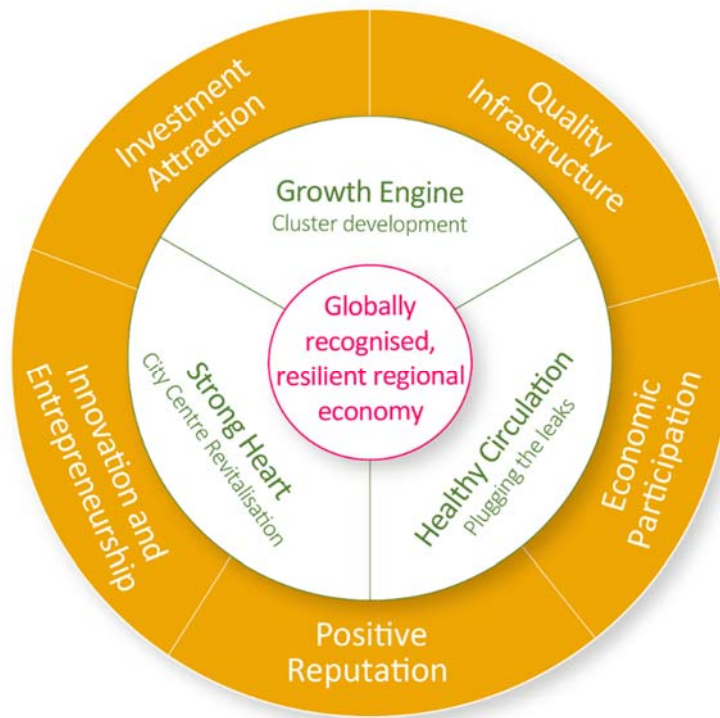 Investment
Attraction
Quality
Infrastructure
Growth Engine
Cluster development
Globally
recognised,
resilient regional
economy
Strong Heart
City Centre Revitalisation
Healthy Circulation
Plugging the leaks
Innovation and
Entrepreneurship
Economic
Participation
Positive
Reputation